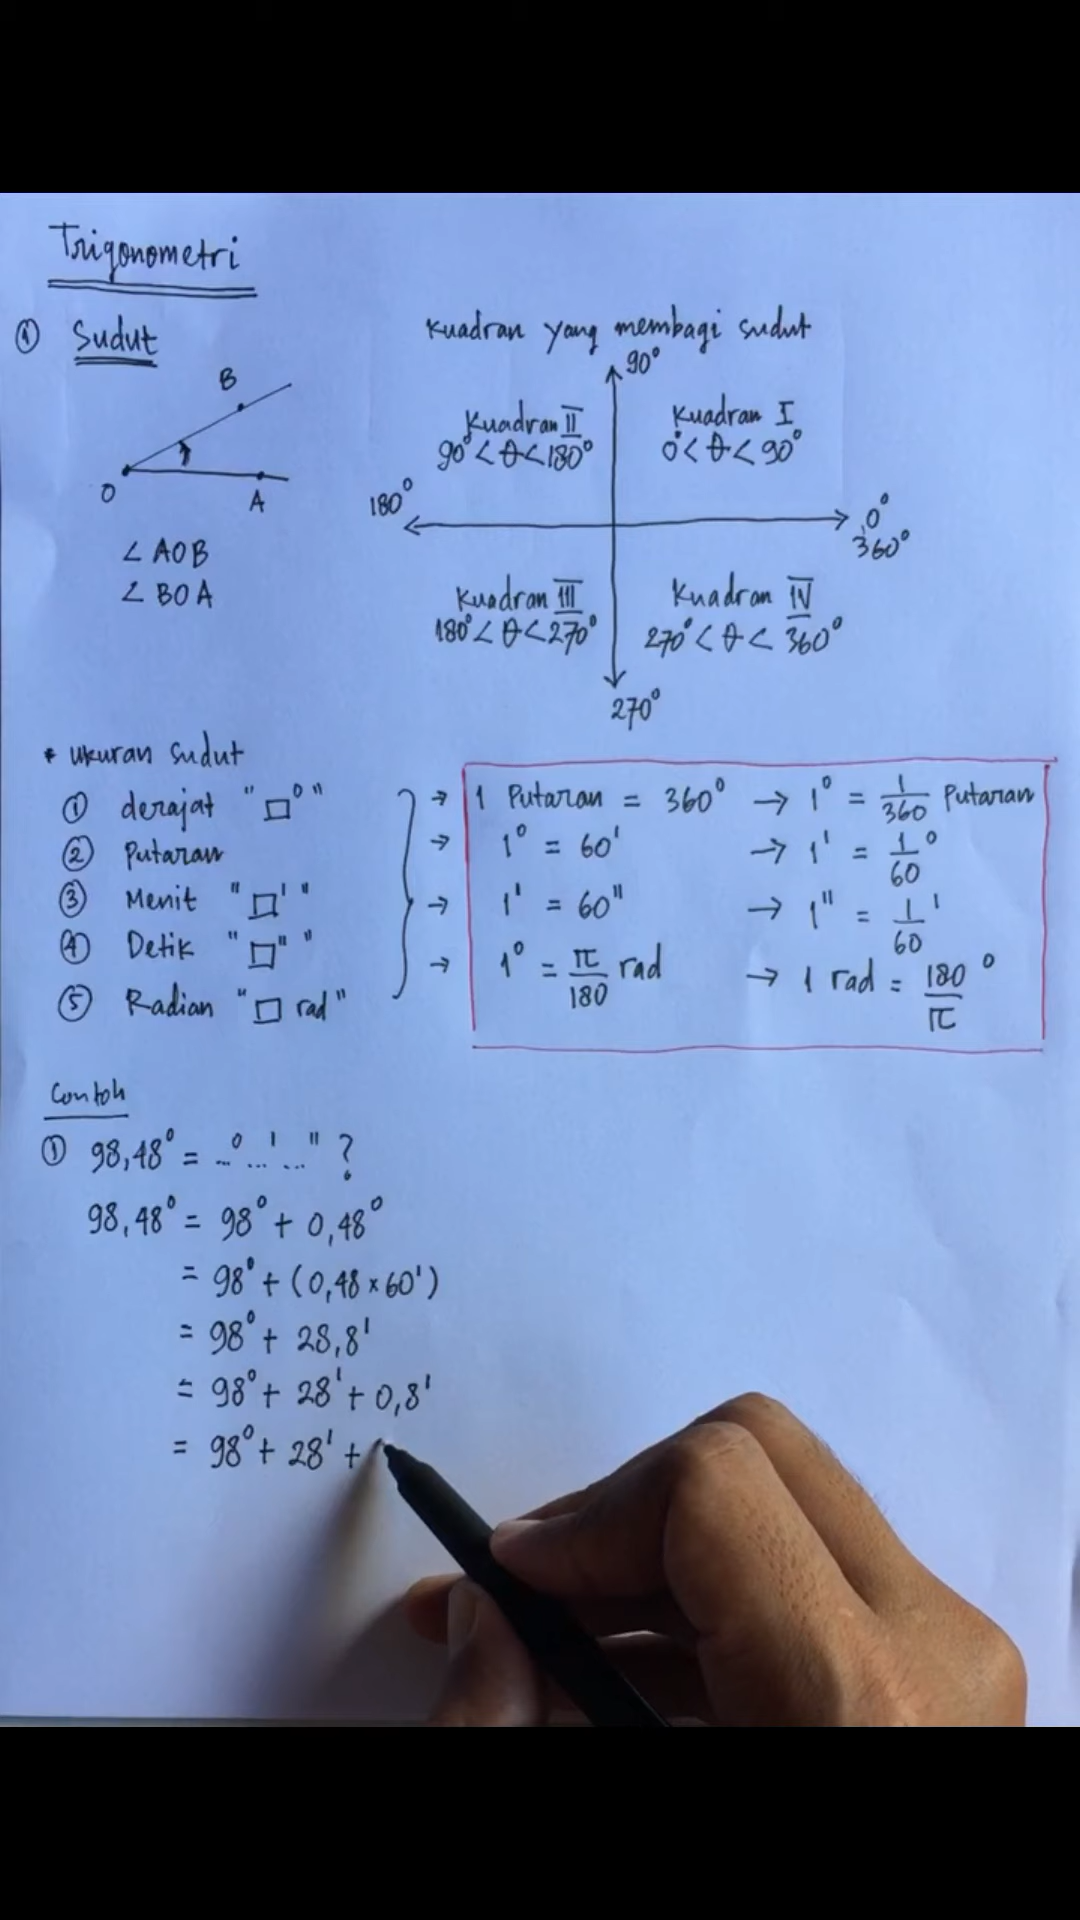 Trigonometri
① Sudut
B
O
A
∠ AOB
∠ BOA
Kuadran yang membagi sudut
90°
Kuadran II
90° < θ < 180°
Kuadran I
0° < θ < 90°
180°
0°
360°
Kuadran III
180° < θ < 270°
Kuadran IV
270° < θ < 360°
270°
* ukuran sudut
① derajat "□°"
② Putaran
③ Menit "□'"
④ Detik "□""
⑤ Radian "□ rad"
→ 1 Putaran = 360° → 1° = 1/360 Putaran
→ 1° = 60' → 1' = 1/60 °
→ 1' = 60" → 1" = 1/60 '
→ 1° = π/180 rad → 1 rad = 180/π °
Contoh
① 98,48° = ...° ...' ..." ?
98,48° = 98° + 0,48°
= 98° + (0,48 × 60')
= 98° + 28,8'
= 98° + 28' + 0,8'
= 98° + 28' +